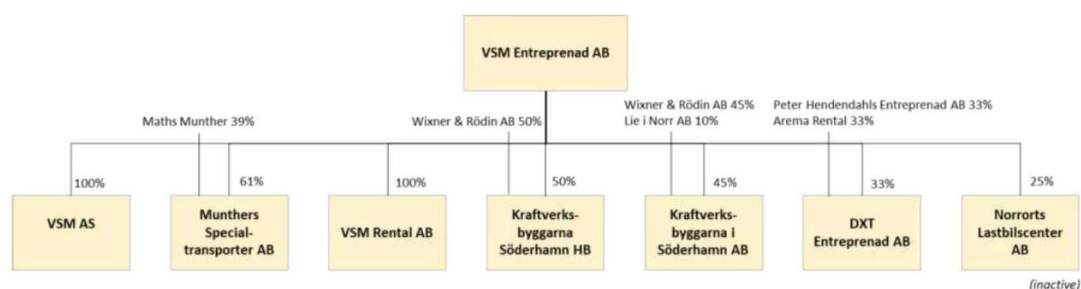 VSM Entreprenad AB
Wixner & Rödin AB 45%
Lie i Norr AB 10%
Peter Hendendahls Entreprenad AB 33%
Arema Rental 33%
Maths Munther 39%
Wixner & Rödin AB 50%
100%
61%
100%
50%
45%
33%
25%
VSM AS
Munthers
Special-
transporter AB
VSM Rental AB
Kraftverks-
byggarna
Söderhamn HB
Kraftverks-
byggarna i
Söderhamn AB
DXT
Entreprenad AB
Norrorts
Lastbilscenter
AB
(inactive)